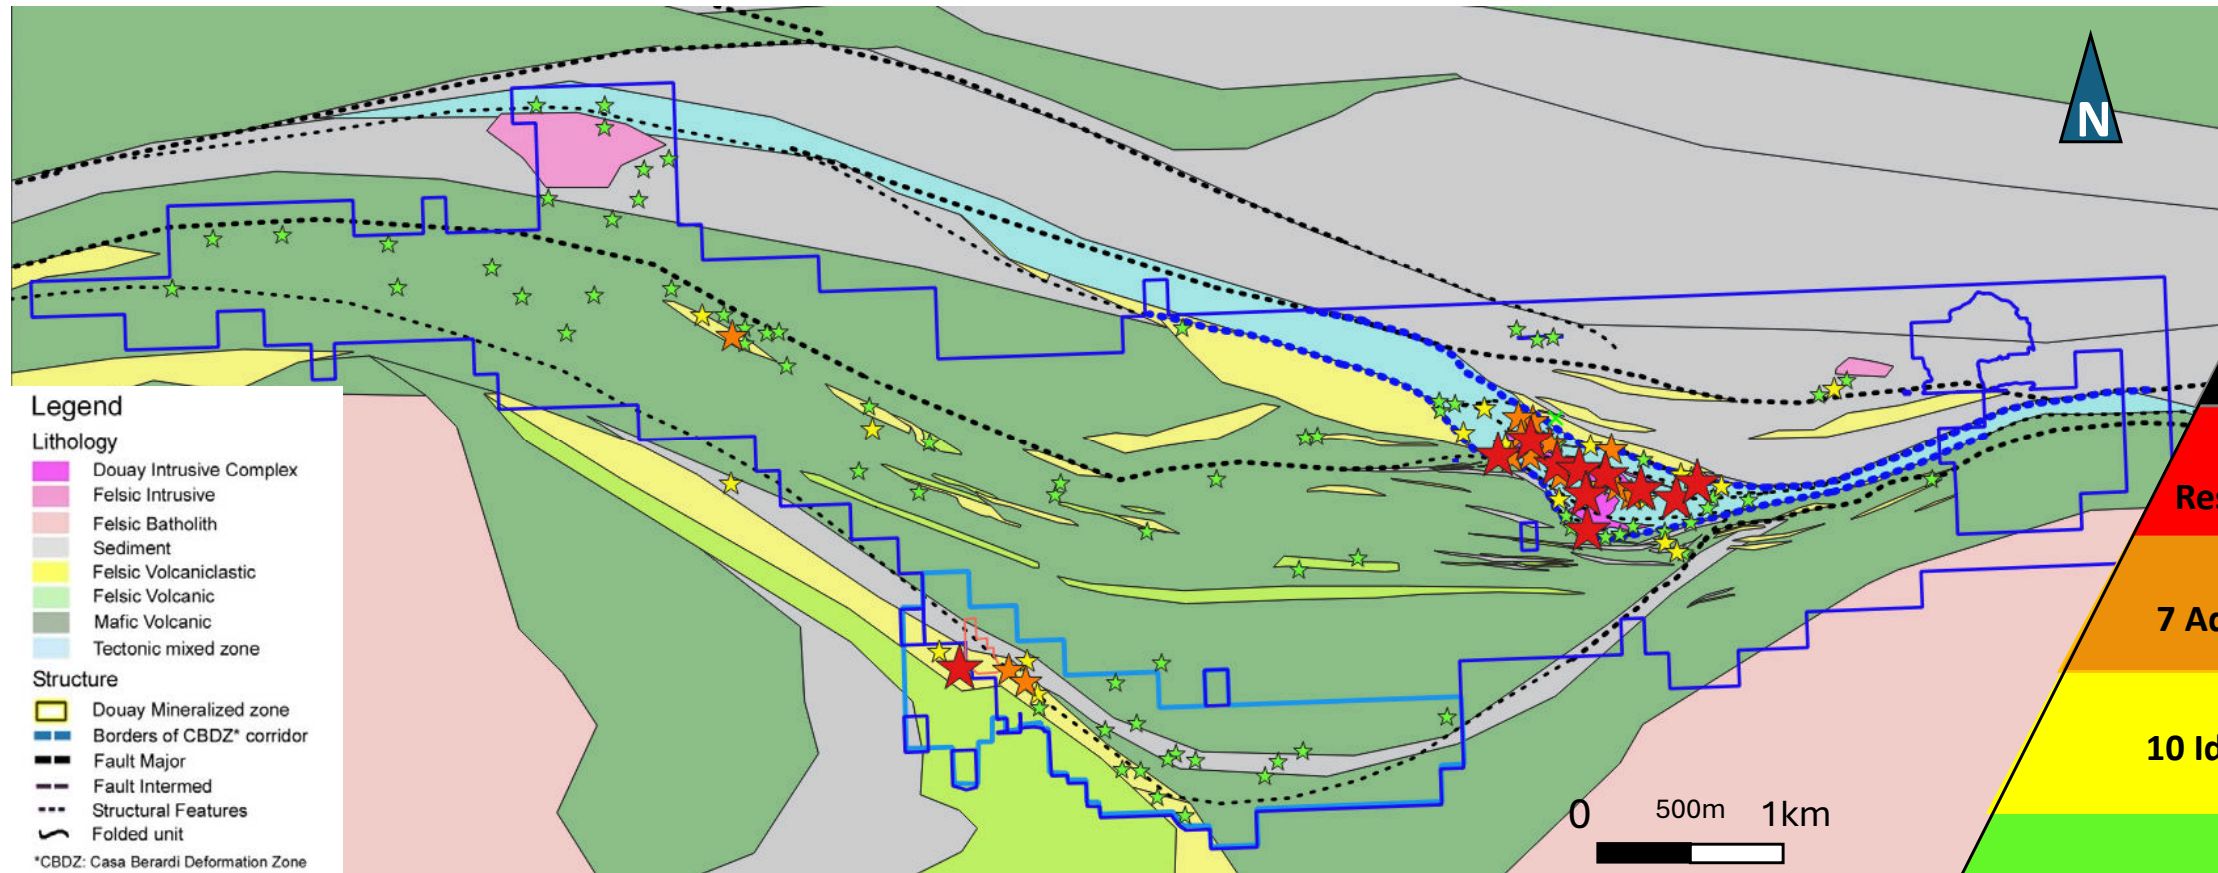 N
Legend
Lithology
Douay Intrusive Complex
Felsic Intrusive
Felsic Batholith
Sediment
Felsic Volcaniclastic
Felsic Volcanic
Mafic Volcanic
Tectonic mixed zone
Structure
Douay Mineralized zone
Borders of CBDZ* corridor
Fault Major
Fault Intermed
Structural Features
Folded unit
*CBDZ: Casa Berardi Deformation Zone
0 500m 1km
7
10